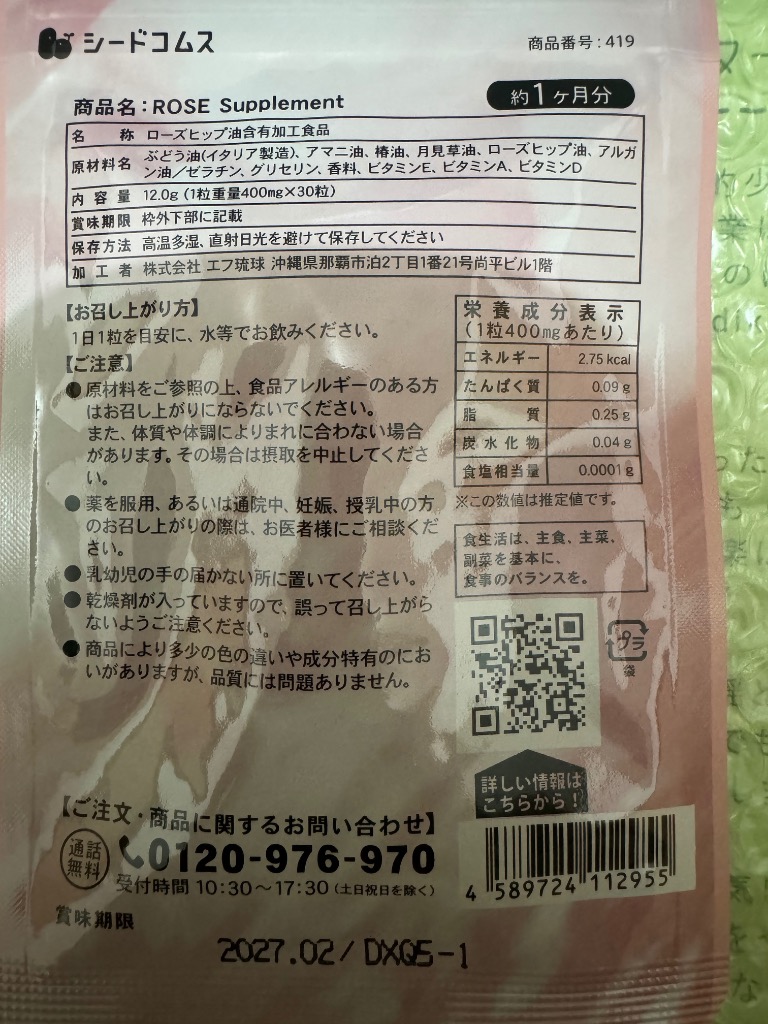 シードコムス
商品番号:419
商品名:ROSE Supplement
約1ヶ月分
名称 ローズヒップ油含有加工食品
原材料名 ぶどう油(イタリア製造)、アマニ油、椿油、月見草油、ローズヒップ油、アルガ
ン油/ゼラチン、グリセリン、香料、ビタミンE、ビタミンA、ビタミンD
内容量 12.0g(1粒重量400mg×30粒)
賞味期限 枠外下部に記載
保存方法 高温多湿、直射日光を避けて保存してください
加工者 株式会社 エフ琉球 沖縄県那覇市泊2丁目1番21号尚平ビル1階
【お召し上がり方】
1日1粒を目安に、水等でお飲みください。
【ご注意】
●原材料をご参照の上、食品アレルギーのある方
はお召し上がりにならないでください。
また、体質や体調によりまれに合わない場合
があります。その場合は摂取を中止してくださ
い。
●薬を服用、あるいは通院中、妊娠、授乳中の方
のお召し上がりの際は、お医者様にご相談くだ
さい。
●乳幼児の手の届かない所に置いてください。
●乾燥剤が入っていますので、誤って召し上がら
ないようご注意ください。
●商品により多少の色の違いや成分特有のにお
いがありますが、品質には問題ありません。
栄養成分表示
(1粒400mgあたり)
エネルギー 2.75 kcal
たんぱく質 0.09 g
脂質 0.25 g
炭水化物 0.04 g
食塩相当量 0.0001 g
※この数値は推定値です。
食生活は、主食、主菜、
副菜を基本に、
食事のバランスを。
プラ
袋
詳しい情報は
こちらから!
【ご注文・商品に関するお問い合わせ】
通話
無料
0120-976-970
受付時間 10:30~17:30(土日祝日を除く)
4 589724 112955
賞味期限
2027.02/DXQ5-1